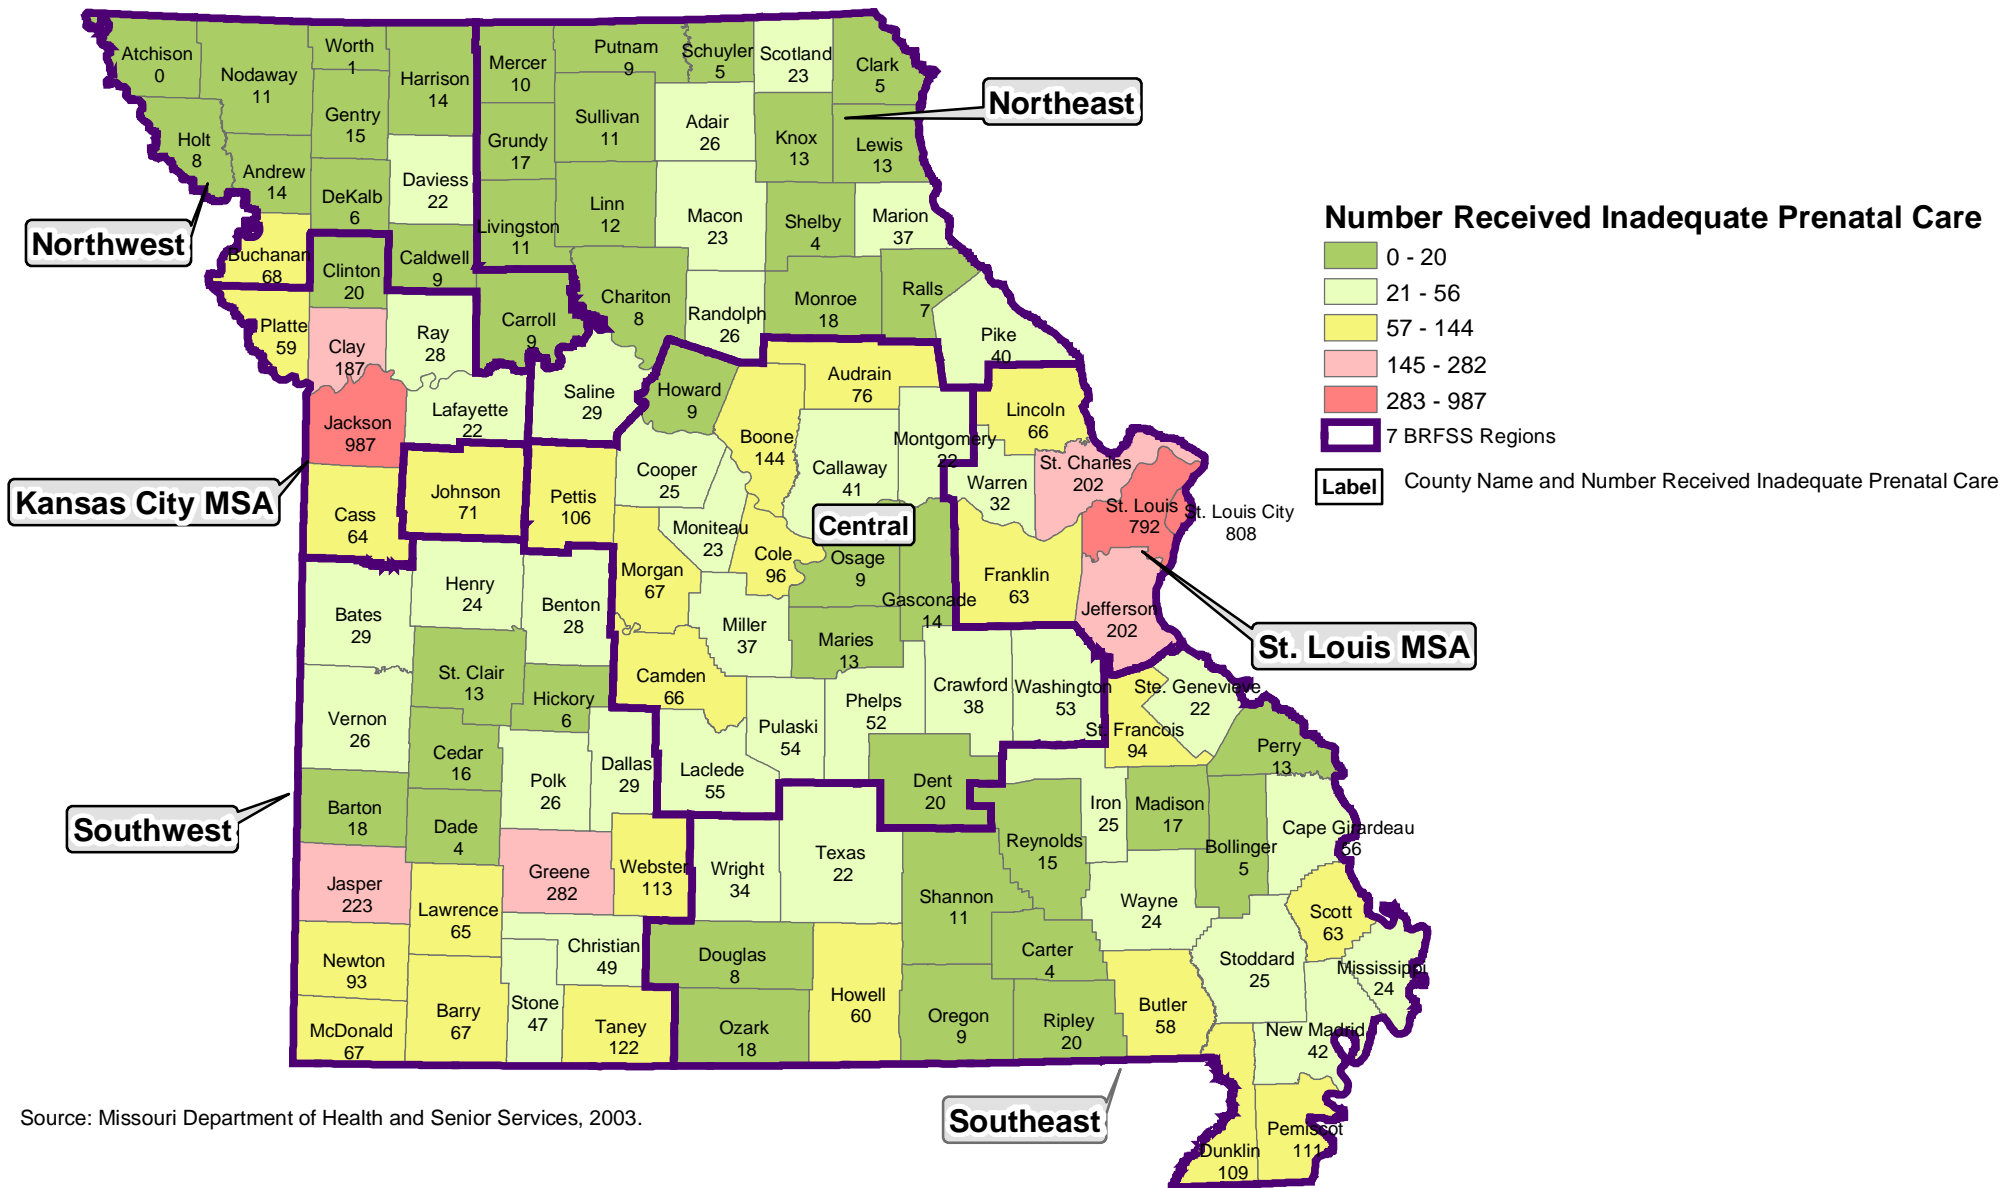 Atchison
0
Nodaway
11
Worth
1
Harrison
14
Mercer
10
Putnam
9
Schuyler
5
Scotland
23
Clark
5
Northeast
Holt
8
Gentry
15
Andrew
14
DeKalb
6
Daviess
22
Grundy
17
Sullivan
11
Adair
26
Knox
13
Lewis
13
Northwest
Buchanan
68
Clinton
20
Caldwell
9
Livingston
11
Linn
12
Macon
23
Shelby
4
Marion
37
Number Received Inadequate Prenatal Care
0 - 20
21 - 56
57 - 144
145 - 282
283 - 987
7 BRFSS Regions
Label
County Name and Number Received Inadequate Prenatal Care
Platte
59
Clay
187
Ray
28
Carroll
9
Chariton
8
Randolph
26
Monroe
18
Ralls
7
Pike
40
Jackson
987
Lafayette
22
Saline
29
Howard
9
Boone
144
Audrain
76
Callaway
41
Montgomery
22
Lincoln
66
Warren
32
St. Charles
202
St. Louis
792
St. Louis City
808
Kansas City MSA
Cass
64
Johnson
71
Pettis
106
Cooper
25
Moniteau
23
Central
Cole
96
Osage
9
Gasconade
14
Franklin
63
Jefferson
202
St. Louis MSA
Bates
29
Henry
24
Benton
28
Morgan
67
Miller
37
Maries
13
Camden
66
Pulaski
54
Phelps
52
Crawford
38
Washington
53
Ste. Genevieve
22
St. Francois
94
Perry
13
Vernon
26
St. Clair
13
Hickory
6
Cedar
16
Polk
26
Dallas
29
Laclede
55
Dent
20
Iron
25
Madison
17
Reynolds
15
Bollinger
5
Cape Girardeau
56
Southwest
Barton
18
Dade
4
Greene
282
Webster
113
Wright
34
Texas
22
Shannon
11
Wayne
24
Scott
63
Jasper
223
Lawrence
65
Christian
49
Douglas
8
Howell
60
Carter
4
Stoddard
25
Mississippi
24
Newton
93
Barry
67
Stone
47
Taney
122
McDonald
67
Ozark
18
Oregon
9
Ripley
20
Butler
58
New Madrid
42
Southeast
Dunklin
109
Pemiscot
111
Source: Missouri Department of Health and Senior Services, 2003.